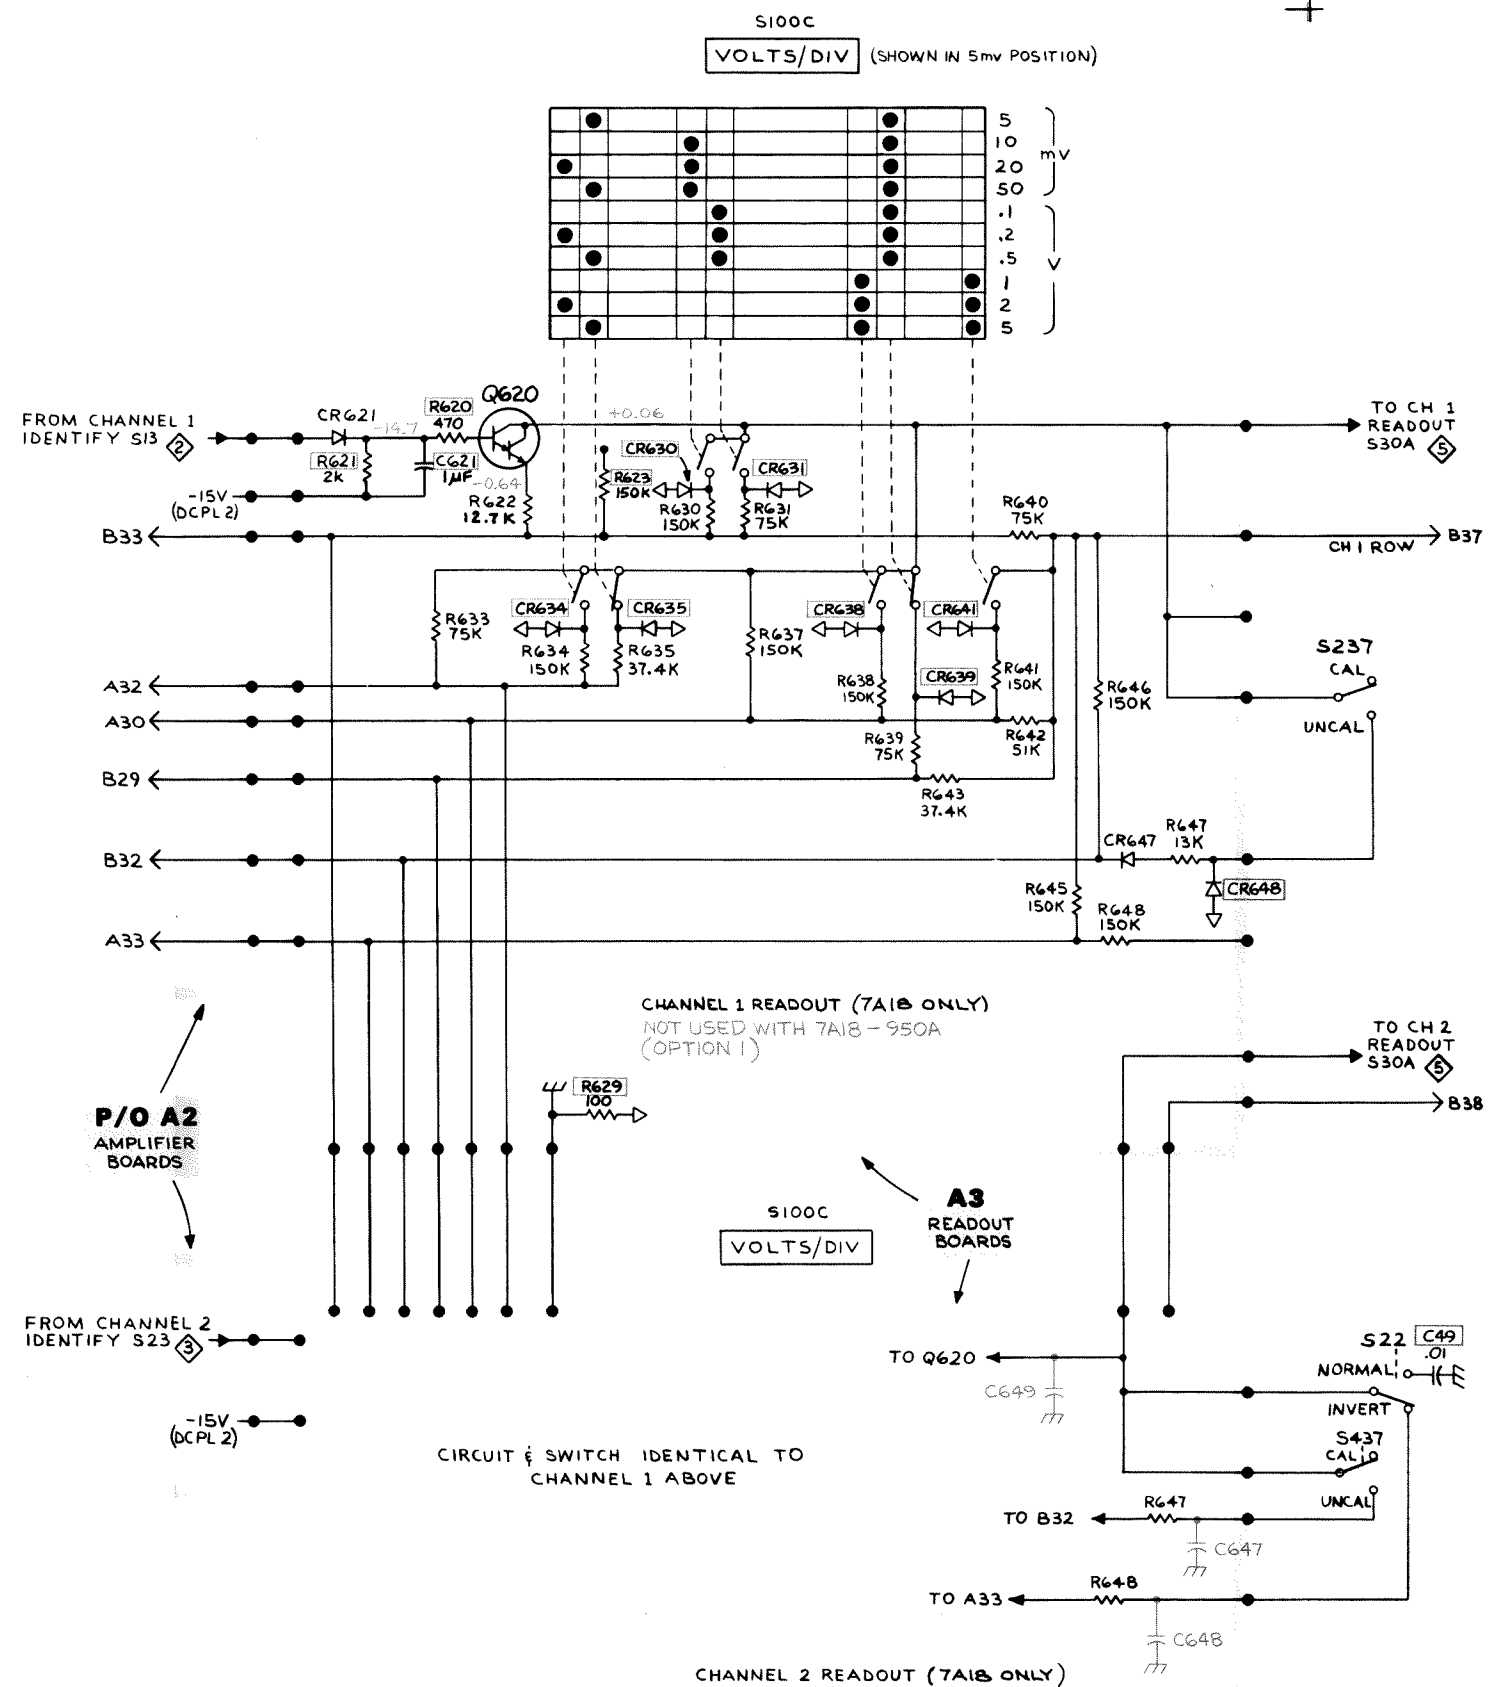 S100C
VOLTS/DIV (SHOWN IN 5mv POSITION)
5
10
20
50
mV
.1
.2
.5
1
2
5
V
FROM CHANNEL 1
IDENTIFY S13 2
CR621
-14.7
R620
470
Q620
+0.06
TO CH 1
READOUT
S30A 5
R621
2K
C621
1µF
-0.64
R622
12.7K
R623
150K
CR630
CR631
R630
150K
R631
75K
R640
75K
-15V
(DCPL 2)
B33
B37
CH 1 ROW
R633
75K
CR634
CR635
R634
150K
R635
37.4K
R637
150K
CR638
CR641
R638
150K
CR639
R641
150K
R646
150K
S237
CAL
UNCAL
A32
A30
R639
75K
R642
51K
B29
R643
37.4K
B32
CR647
R647
13K
CR648
R645
150K
R648
150K
A33
CHANNEL 1 READOUT (7A18 ONLY)
NOT USED WITH 7A18-950A
(OPTION 1)
TO CH 2
READOUT
S30A 5
B38
R629
100
P/O A2
AMPLIFIER
BOARDS
A3
READOUT
BOARDS
S100C
VOLTS/DIV
FROM CHANNEL 2
IDENTIFY S23 3
TO Q620
C649
S22
C49
.01
NORMAL
INVERT
S437
CAL
UNCAL
-15V
(DCPL 2)
CIRCUIT & SWITCH IDENTICAL TO
CHANNEL 1 ABOVE
TO B32
R647
C647
TO A33
R648
C648
CHANNEL 2 READOUT (7A18 ONLY)